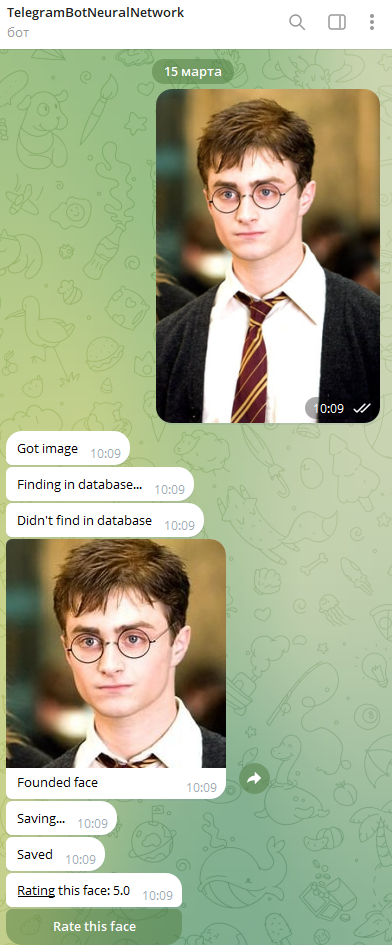 TelegramBotNeuralNetwork
бот
15 марта
10:09
Got image 10:09
Finding in database... 10:09
Didn't find in database 10:09
Founded face 10:09
Saving... 10:09
Saved 10:09
Rating this face: 5.0 10:09
Rate this face